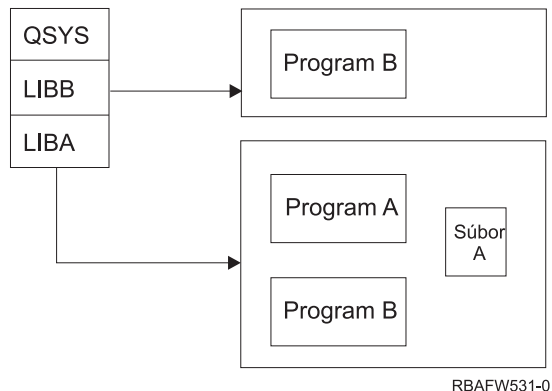 QSYS
LIBB
LIBA
Program B
Program A
Súbor
A
Program B
RBAFW531-0